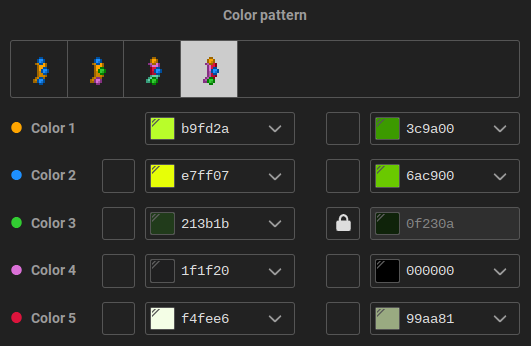 Color pattern
Color 1 b9fd2a 3c9a00
Color 2 e7ff07 6ac900
Color 3 213b1b 0f230a
Color 4 1f1f20 000000
Color 5 f4fee6 99aa81